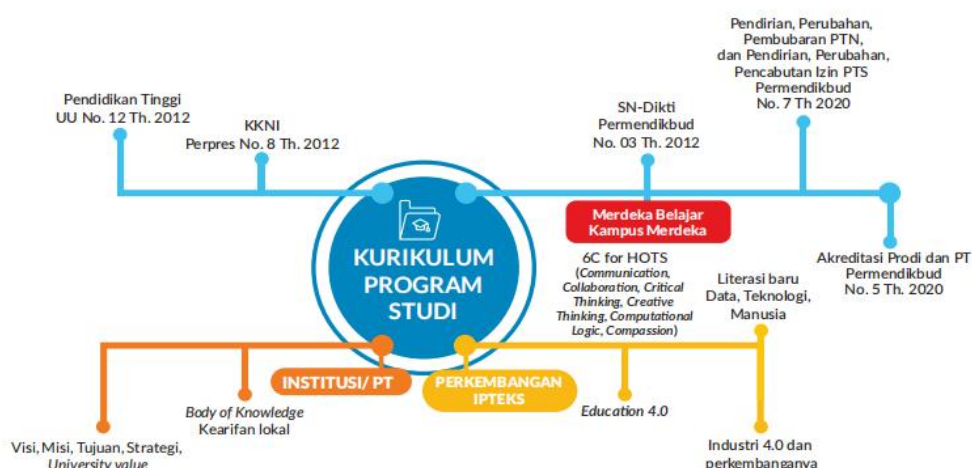 Pendirian, Perubahan,
Pembubaran PTN,
dan Pendirian, Perubahan,
Pencabutan Izin PTS
Permendikbud
No. 7 Th 2020
Pendidikan Tinggi
UU No. 12 Th. 2012
KKNI
Perpres No. 8 Th. 2012
SN-Dikti
Permendikbud
No. 03 Th. 2012
Merdeka Belajar
Kampus Merdeka
KURIKULUM
PROGRAM
STUDI
6C for HOTS
(Communication,
Collaboration, Critical
Thinking, Creative
Thinking, Computational
Logic, Compassion)
Akreditasi Prodi dan PT
Permendikbud
No. 5 Th. 2020
Literasi baru
Data, Teknologi,
Manusia
INSTITUSI/ PT
PERKEMBANGAN
IPTEKS
Body of Knowledge
Kearifan lokal
Education 4.0
Visi, Misi, Tujuan, Strategi,
University value
Industri 4.0 dan
perkembanganya